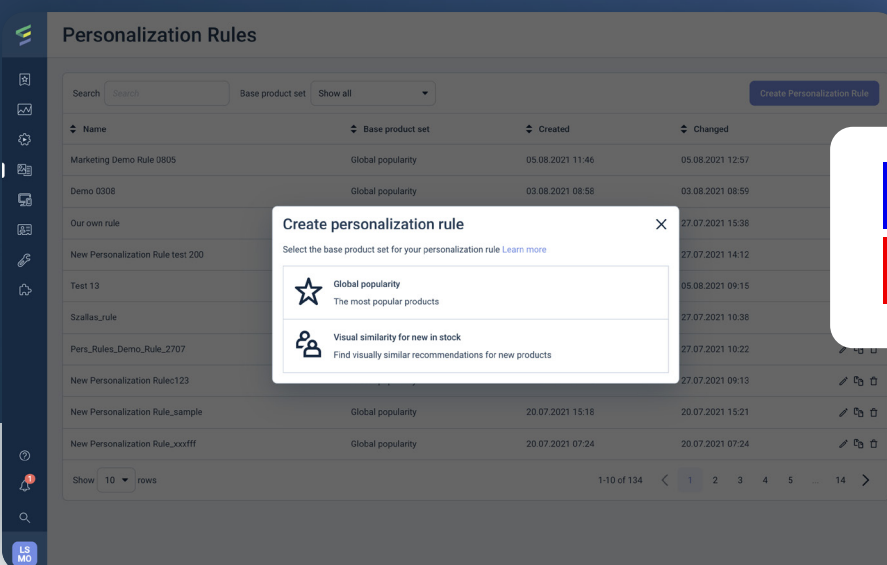 Personalization Rules
Search Search Base product set Show all Create Personalization Rule
Name Base product set Created Changed
Marketing Demo Rule 0805 Global popularity 05.08.2021 11:46 05.08.2021 12:57
Demo 0308 Global popularity 03.08.2021 08:58 03.08.2021 08:59
Our own rule 27.07.2021 15:38
New Personalization Rule test 200 27.07.2021 14:12
Test 13 05.08.2021 09:15
Szallas_rule 27.07.2021 10:38
Pers_Rules_Demo_Rule_2707 27.07.2021 10:22
New Personalization Rulec123 27.07.2021 09:13
New Personalization Rule_sample Global popularity 20.07.2021 15:18 20.07.2021 15:21
New Personalization Rule_xxxfff Global popularity 20.07.2021 07:24 20.07.2021 07:24
Show 10 rows 1-10 of 134 1 2 3 4 5 ... 14
Create personalization rule
Select the base product set for your personalization rule Learn more
Global popularity
The most popular products
Visual similarity for new in stock
Find visually similar recommendations for new products
1
LS
MO